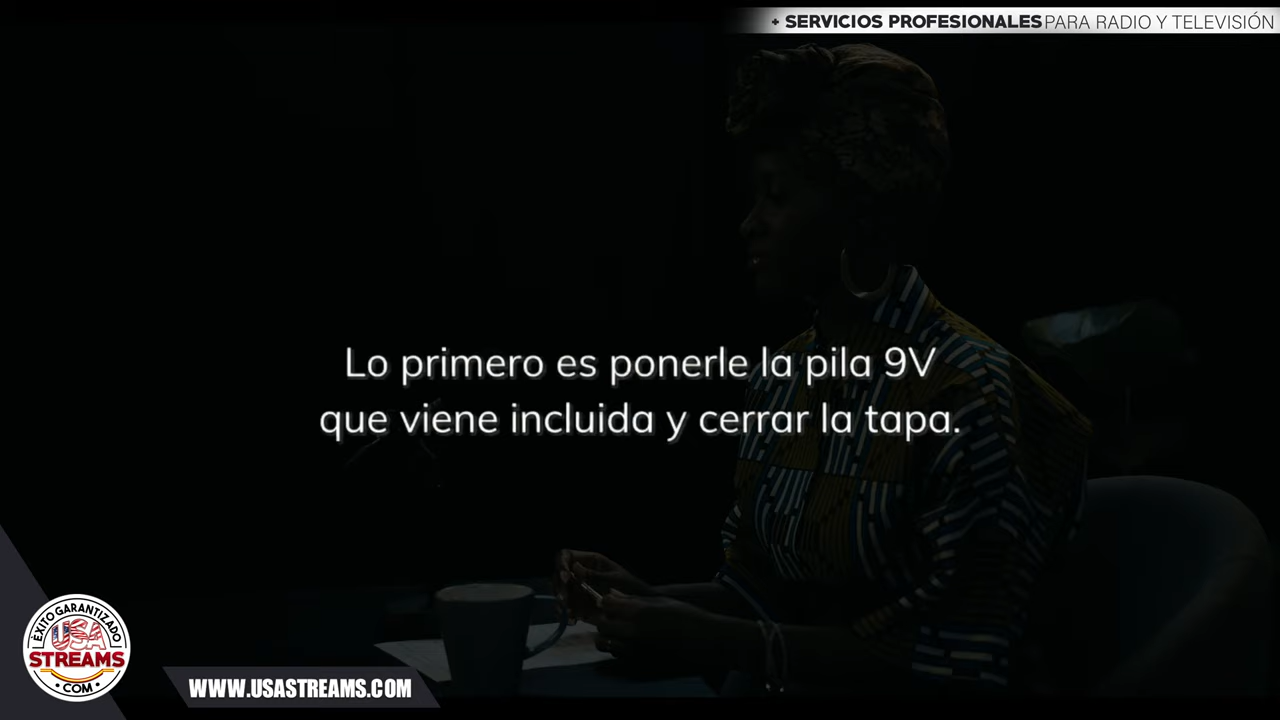 + SERVICIOS PROFESIONALES PARA RADIO Y TELEVISIÓN
Lo primero es ponerle la pila 9V
que viene incluida y cerrar la tapa.
ÉXITO GARANTIZADO
USA
STREAMS
• COM •
WWW.USASTREAMS.COM